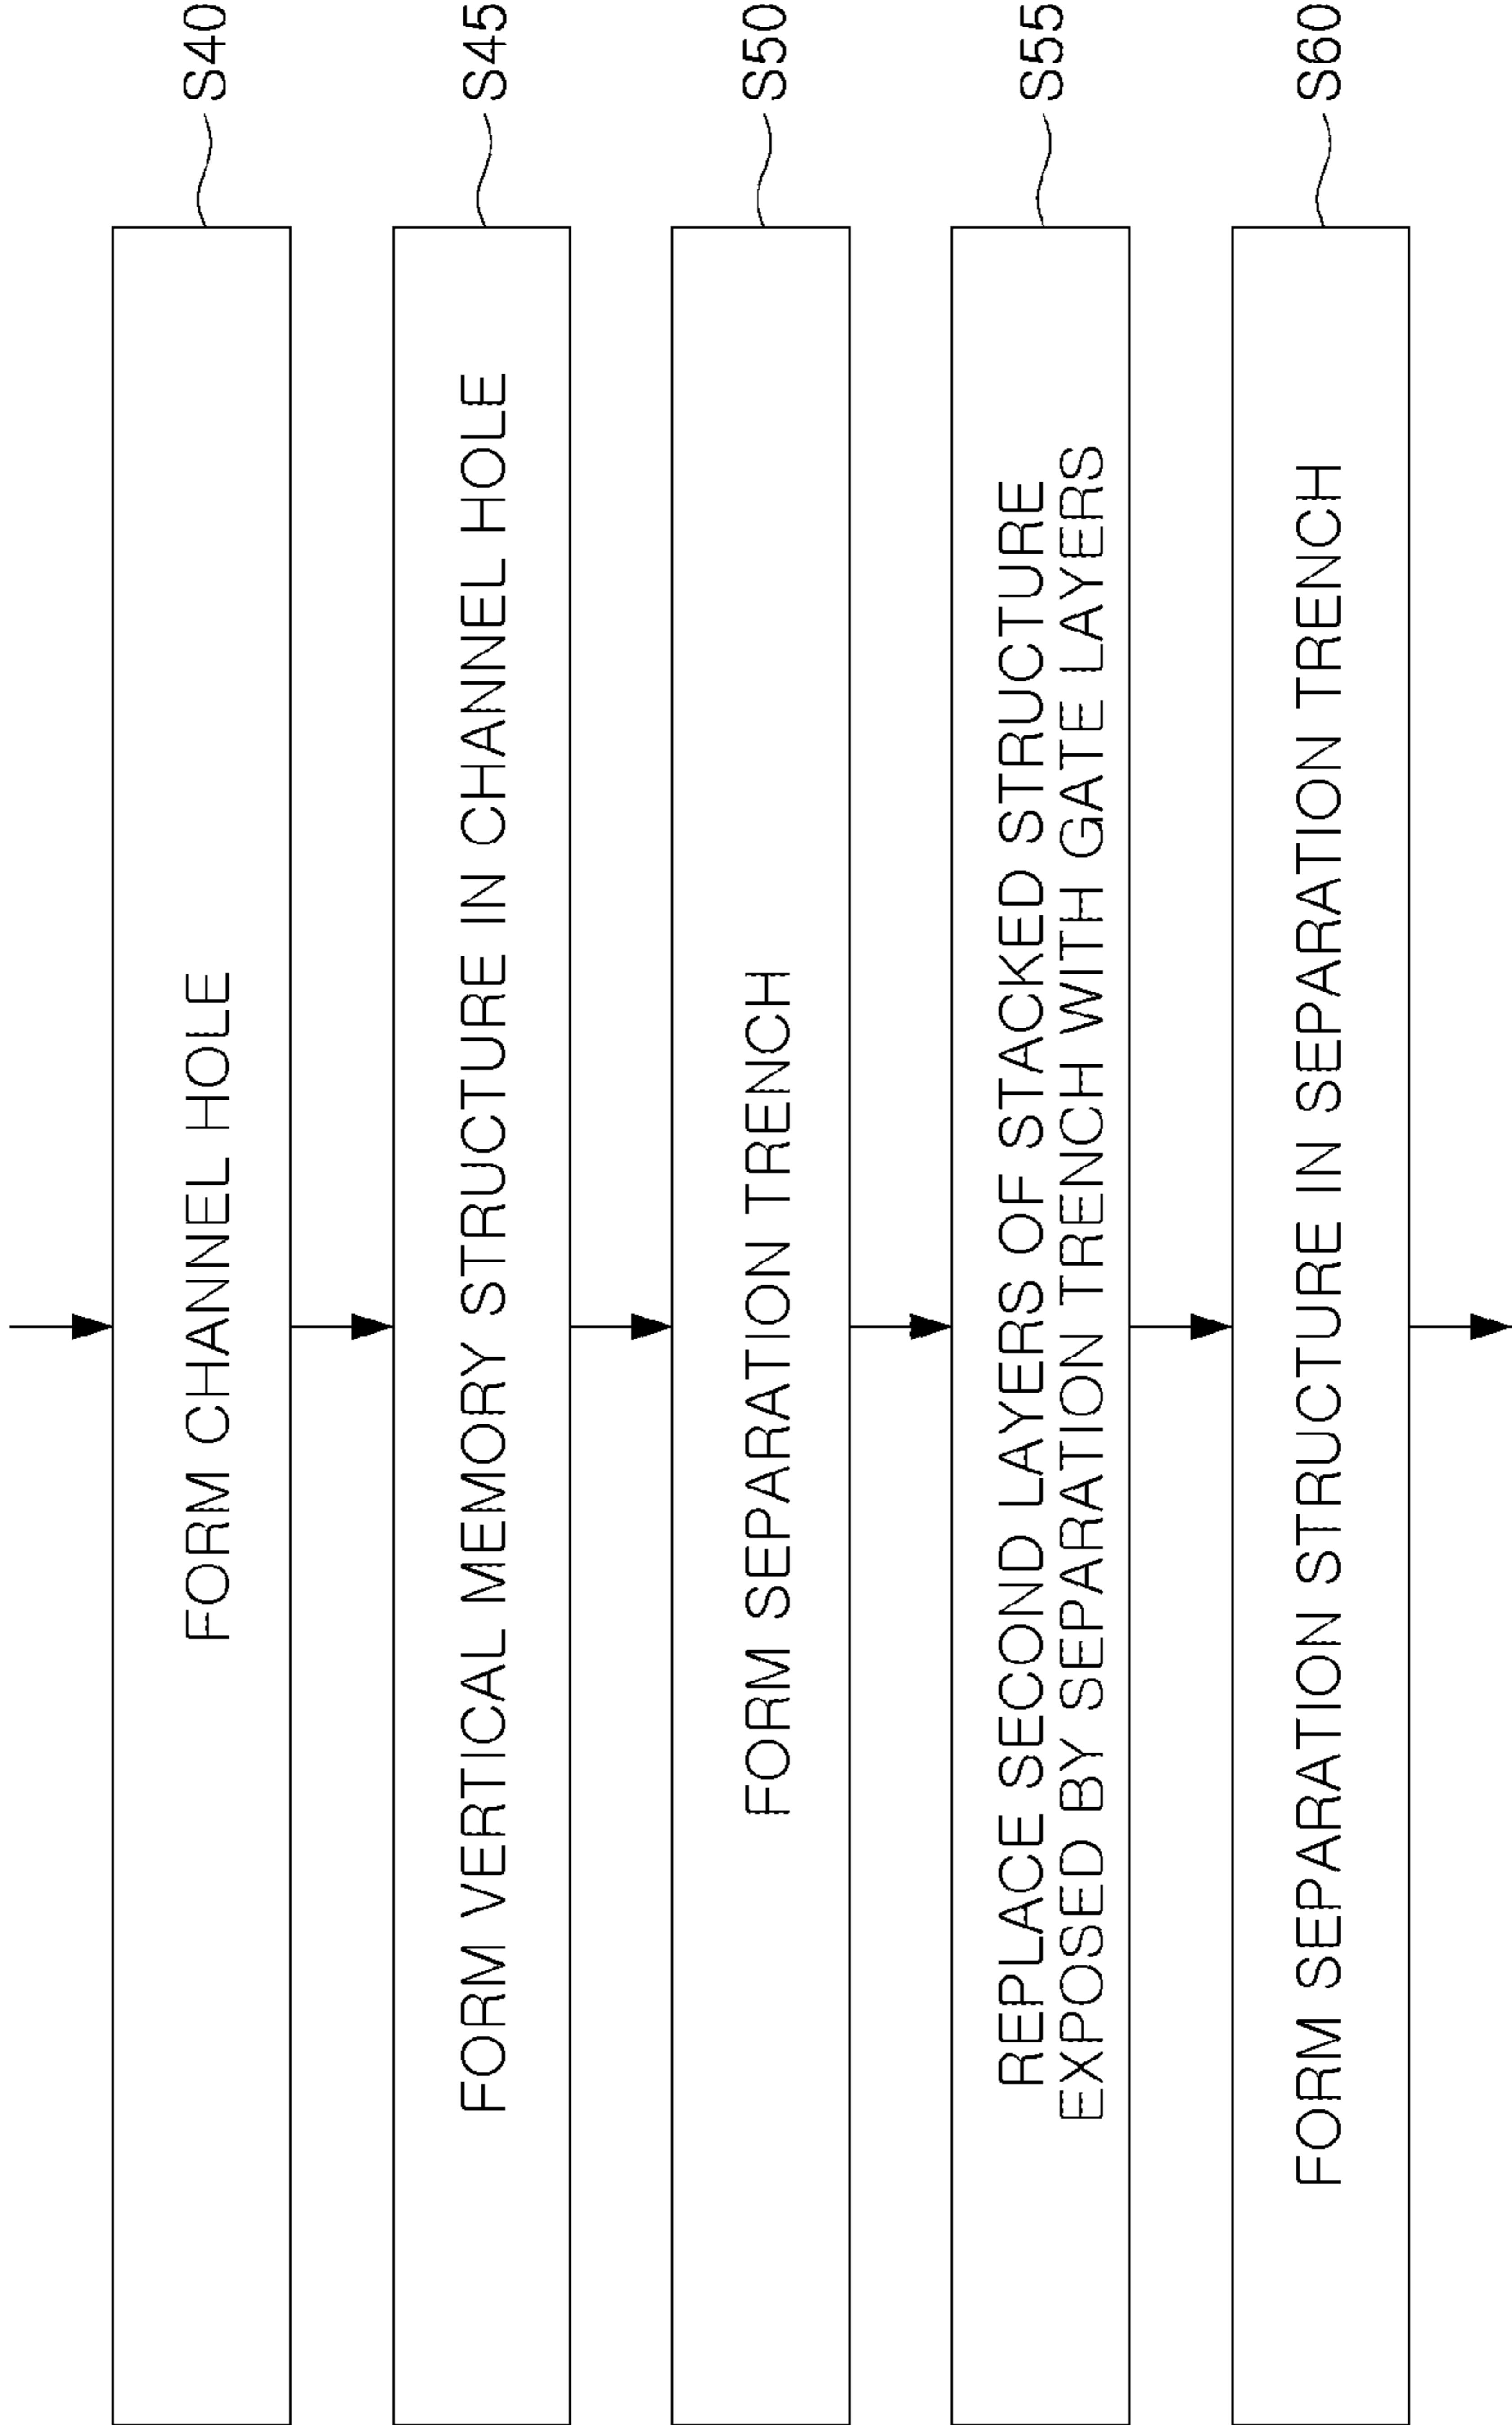 FORM CHANNEL HOLE
S40
FORM VERTICAL MEMORY STRUCTURE IN CHANNEL HOLE
S45
FORM SEPARATION TRENCH
S50
REPLACE SECOND LAYERS OF STACKED STRUCTURE
EXPOSED BY SEPARATION TRENCH WITH GATE LAYERS
S55
FORM SEPARATION STRUCTURE IN SEPARATION TRENCH
S60